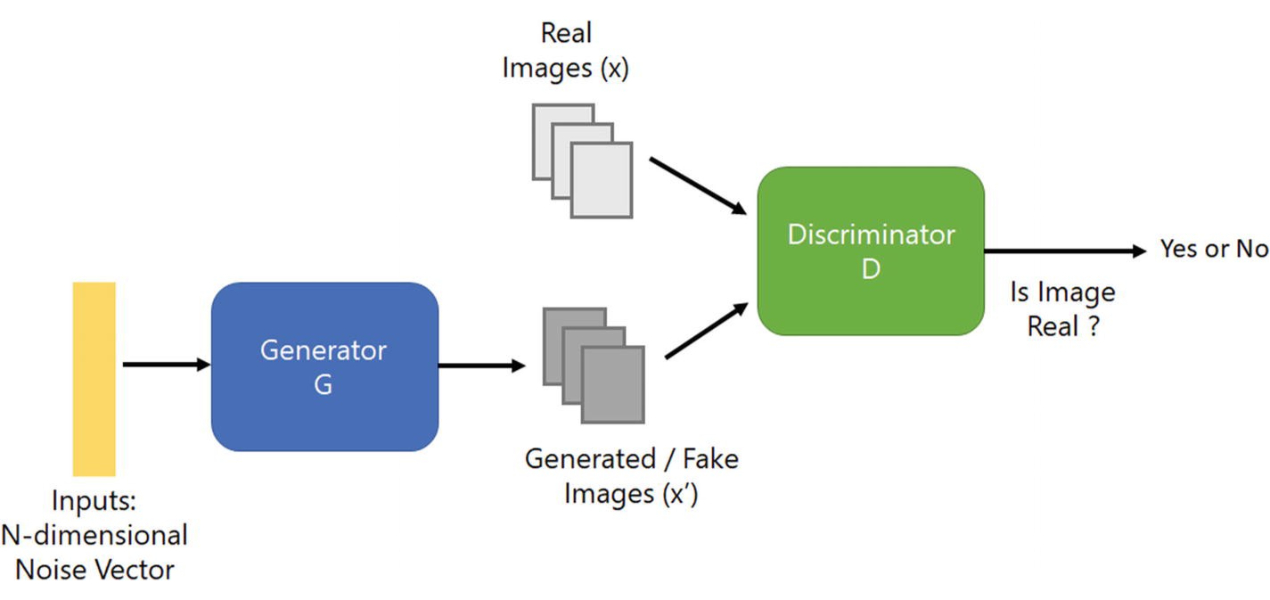 Real
Images (x)
Discriminator
D
Yes or No
Is Image
Real ?
Generator
G
Generated / Fake
Images (x’)
Inputs:
N-dimensional
Noise Vector